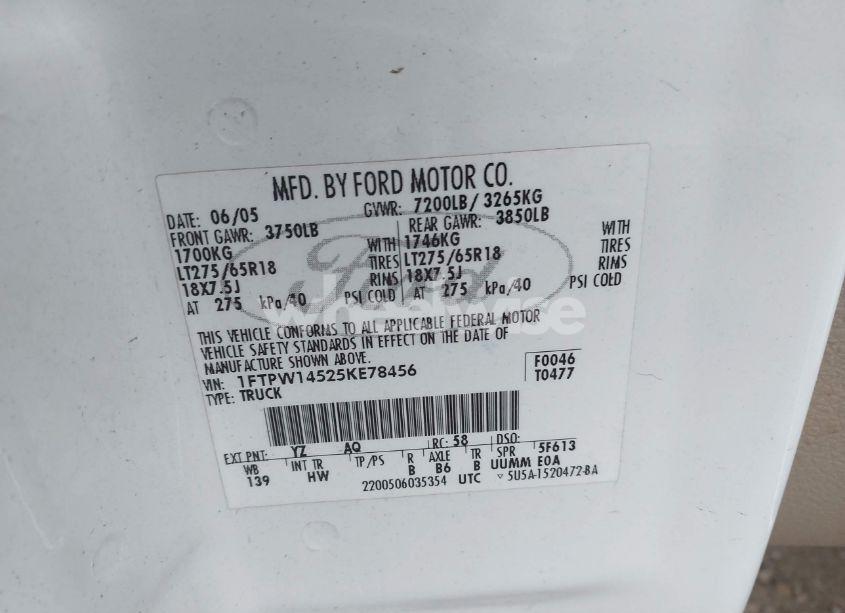 MFD. BY FORD MOTOR CO.
DATE: 06/05 GVWR: 7200LB/ 3265KG
FRONT GAWR: 3750LB REAR GAWR: 3850LB
1700KG WITH 1746KG WITH
LT275/65R18 TIRES LT275/65R18 TIRES
18X7.5J RIMS 18X7.5J RIMS
AT 275 kPa/40 PSI COLD AT 275 kPa/40 PSI COLD
Ford
wheelwise
THIS VEHICLE CONFORMS TO ALL APPLICABLE FEDERAL MOTOR
VEHICLE SAFETY STANDARDS IN EFFECT ON THE DATE OF
MANUFACTURE SHOWN ABOVE.
VIN: 1FTPW14525KE78456 F0046
TYPE: TRUCK T0477
EXT PNT: YZ AQ RC: 58 DSO:
WB INT TR TP/PS R AXLE TR SPR 5F613
139 HW B B6 B UUMM EOA
2200506035354 UTC ▽ 5U5A-1520472-BA